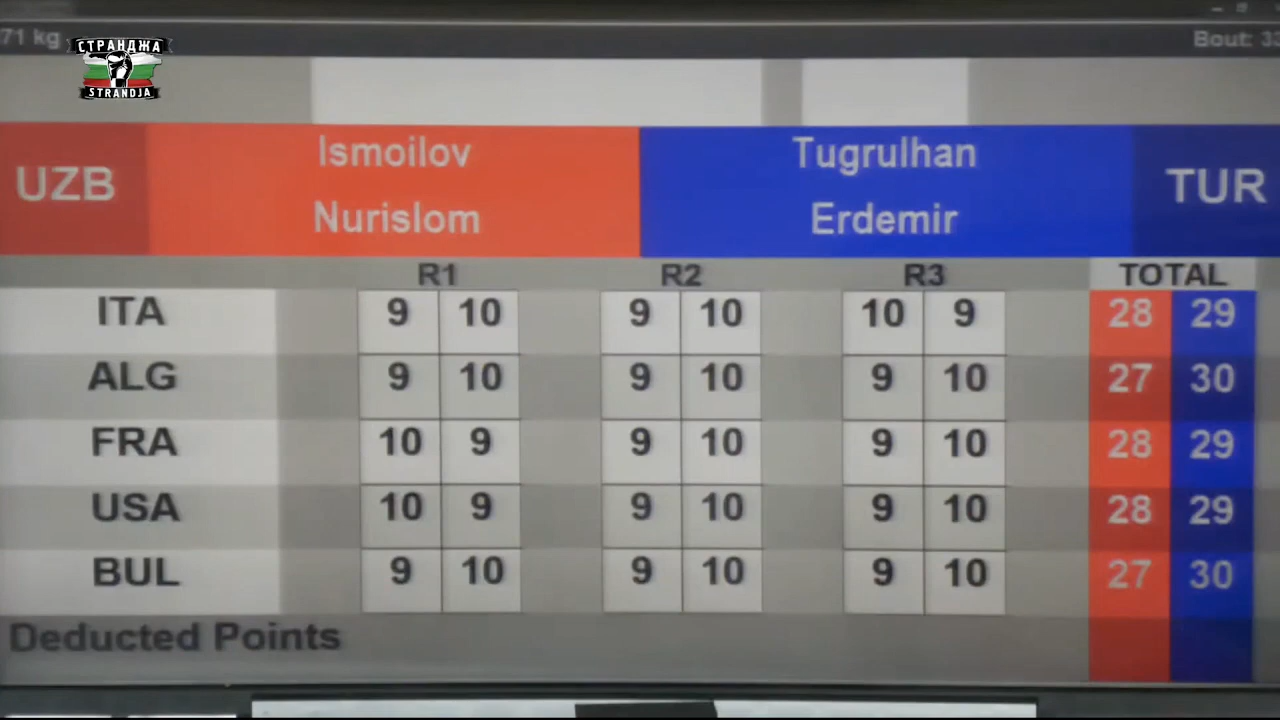 71 kg
СТРАНДЖА
STRANDJA
Bout: 33
UZB Ismoilov Nurislom Tugrulhan Erdemir TUR
R1 R2 R3 TOTAL
ITA 9 10 9 10 10 9 28 29
ALG 9 10 9 10 9 10 27 30
FRA 10 9 9 10 9 10 28 29
USA 10 9 9 10 9 10 28 29
BUL 9 10 9 10 9 10 27 30
Deducted Points